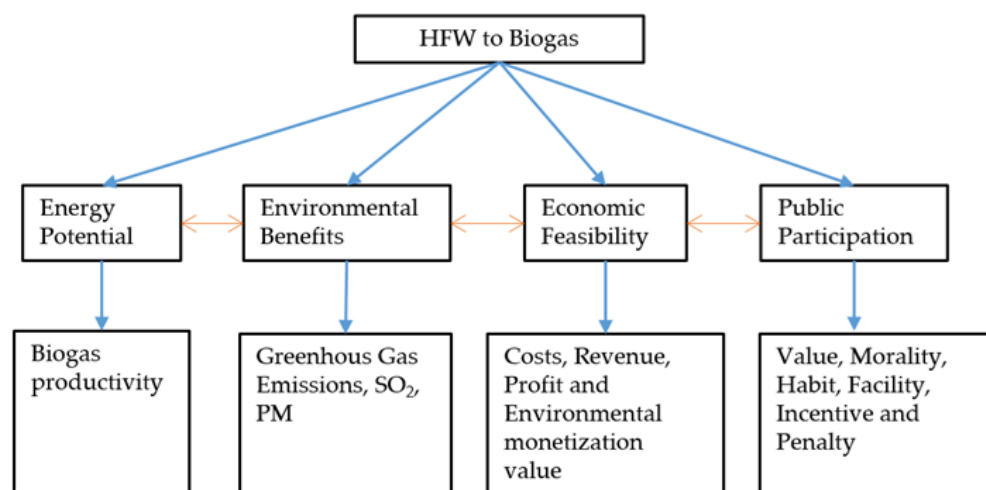 HFW to Biogas
Energy
Potential
Environmental
Benefits
Economic
Feasibility
Public
Participation
Biogas
productivity
Greenhous Gas
Emissions, SO₂,
PM
Costs, Revenue,
Profit and
Environmental
monetization
value
Value, Morality,
Habit, Facility,
Incentive and
Penalty